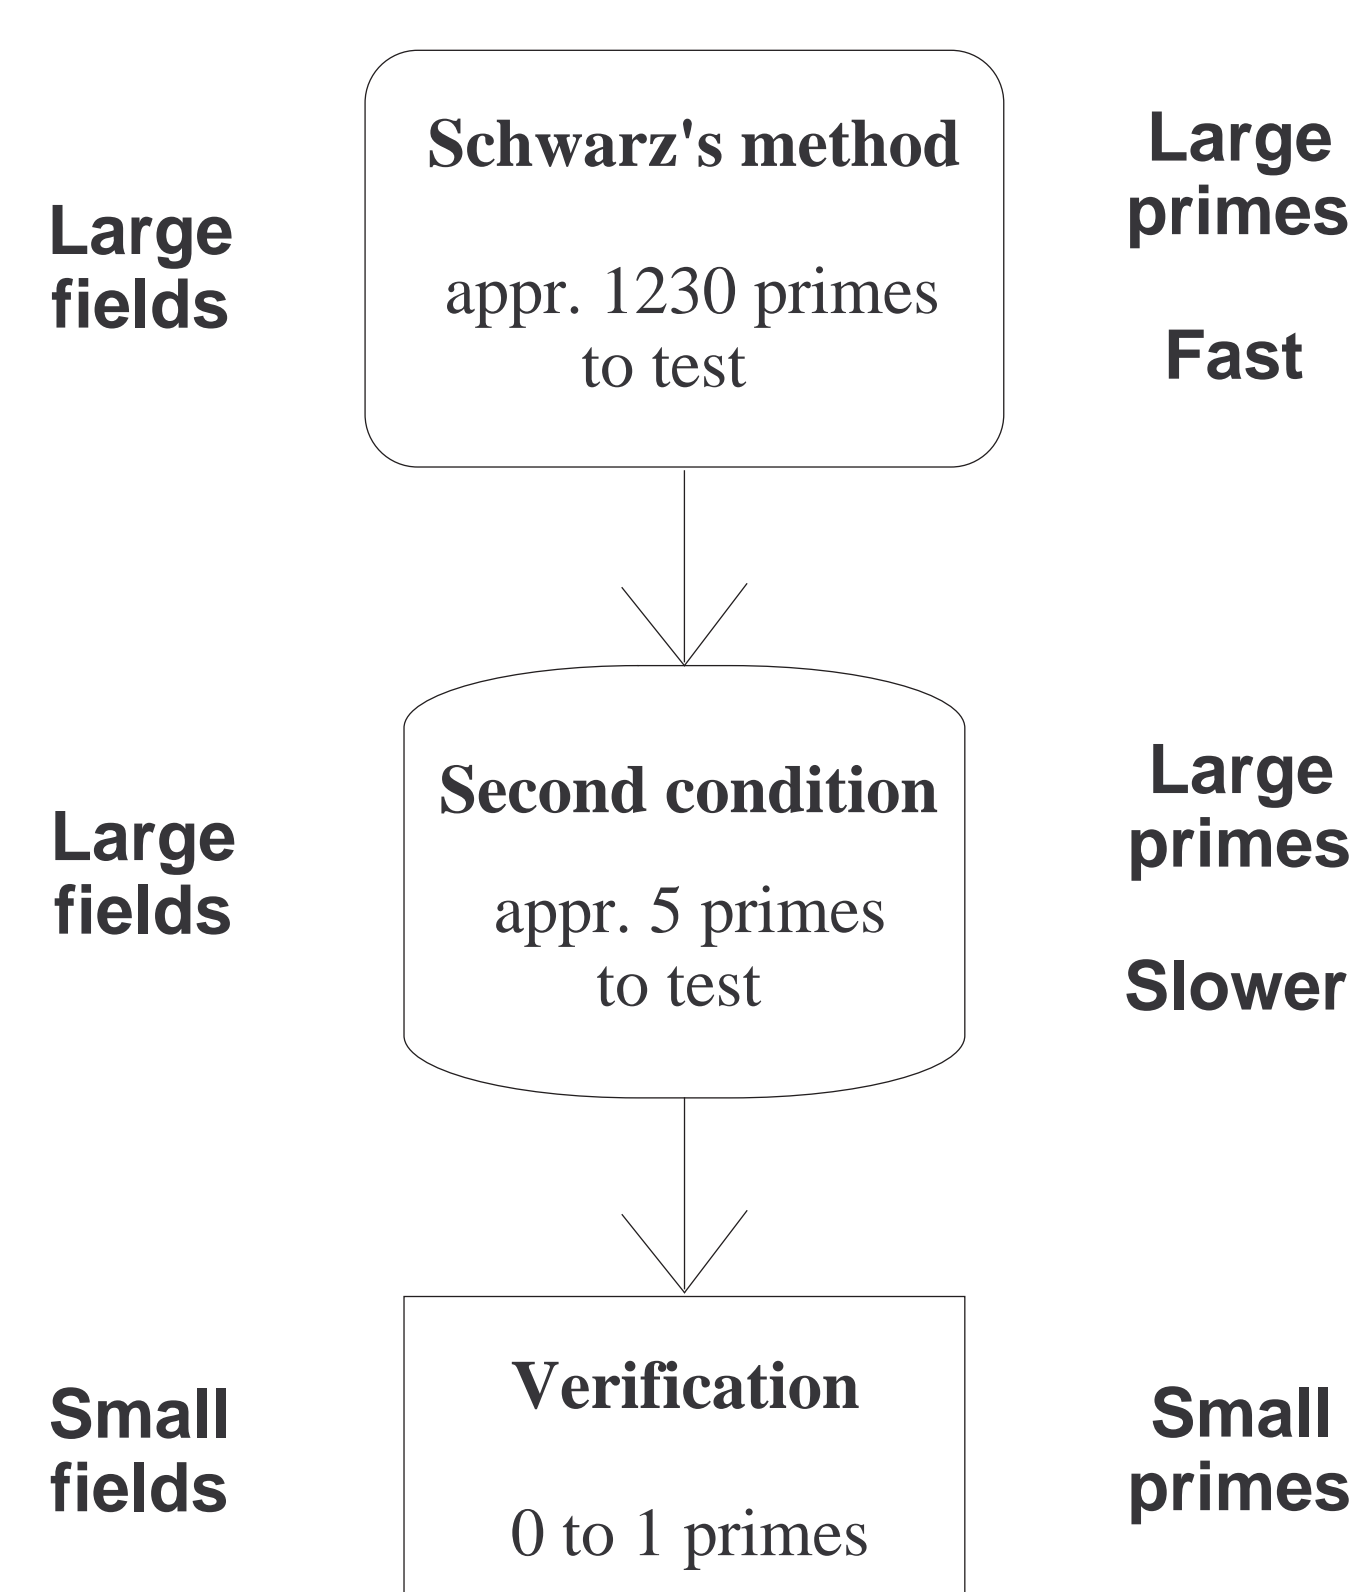 Schwarz's method
appr. 1230 primes
to test
Large
fields
Large
primes
Fast
Second condition
appr. 5 primes
to test
Large
fields
Large
primes
Slower
Verification
0 to 1 primes
Small
fields
Small
primes